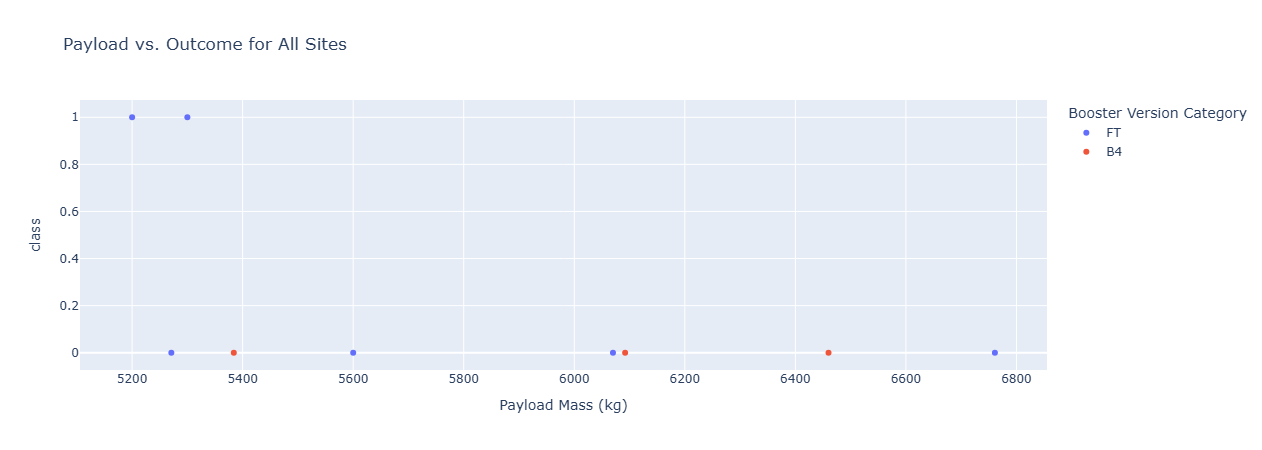 Payload vs. Outcome for All Sites
Booster Version Category
FT
B4
1
0.8
0.6
0.4
0.2
0
class
5200 5400 5600 5800 6000 6200 6400 6600 6800
Payload Mass (kg)